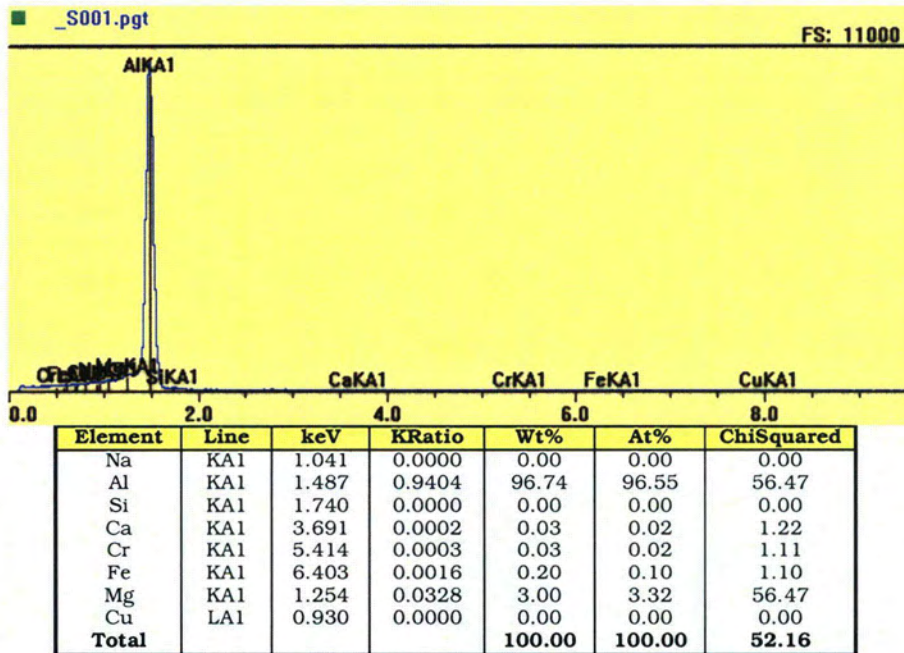 _S001.pgt
FS: 11000
AlKA1
MgKA1
SiKA1 CaKA1 CrKA1 FeKA1 CuKA1
0.0 2.0 4.0 6.0 8.0
Element Line keV KRatio Wt% At% ChiSquared
Na KA1 1.041 0.0000 0.00 0.00 0.00
Al KA1 1.487 0.9404 96.74 96.55 56.47
Si KA1 1.740 0.0000 0.00 0.00 0.00
Ca KA1 3.691 0.0002 0.03 0.02 1.22
Cr KA1 5.414 0.0003 0.03 0.02 1.11
Fe KA1 6.403 0.0016 0.20 0.10 1.10
Mg KA1 1.254 0.0328 3.00 3.32 56.47
Cu LA1 0.930 0.0000 0.00 0.00 0.00
Total 100.00 100.00 52.16